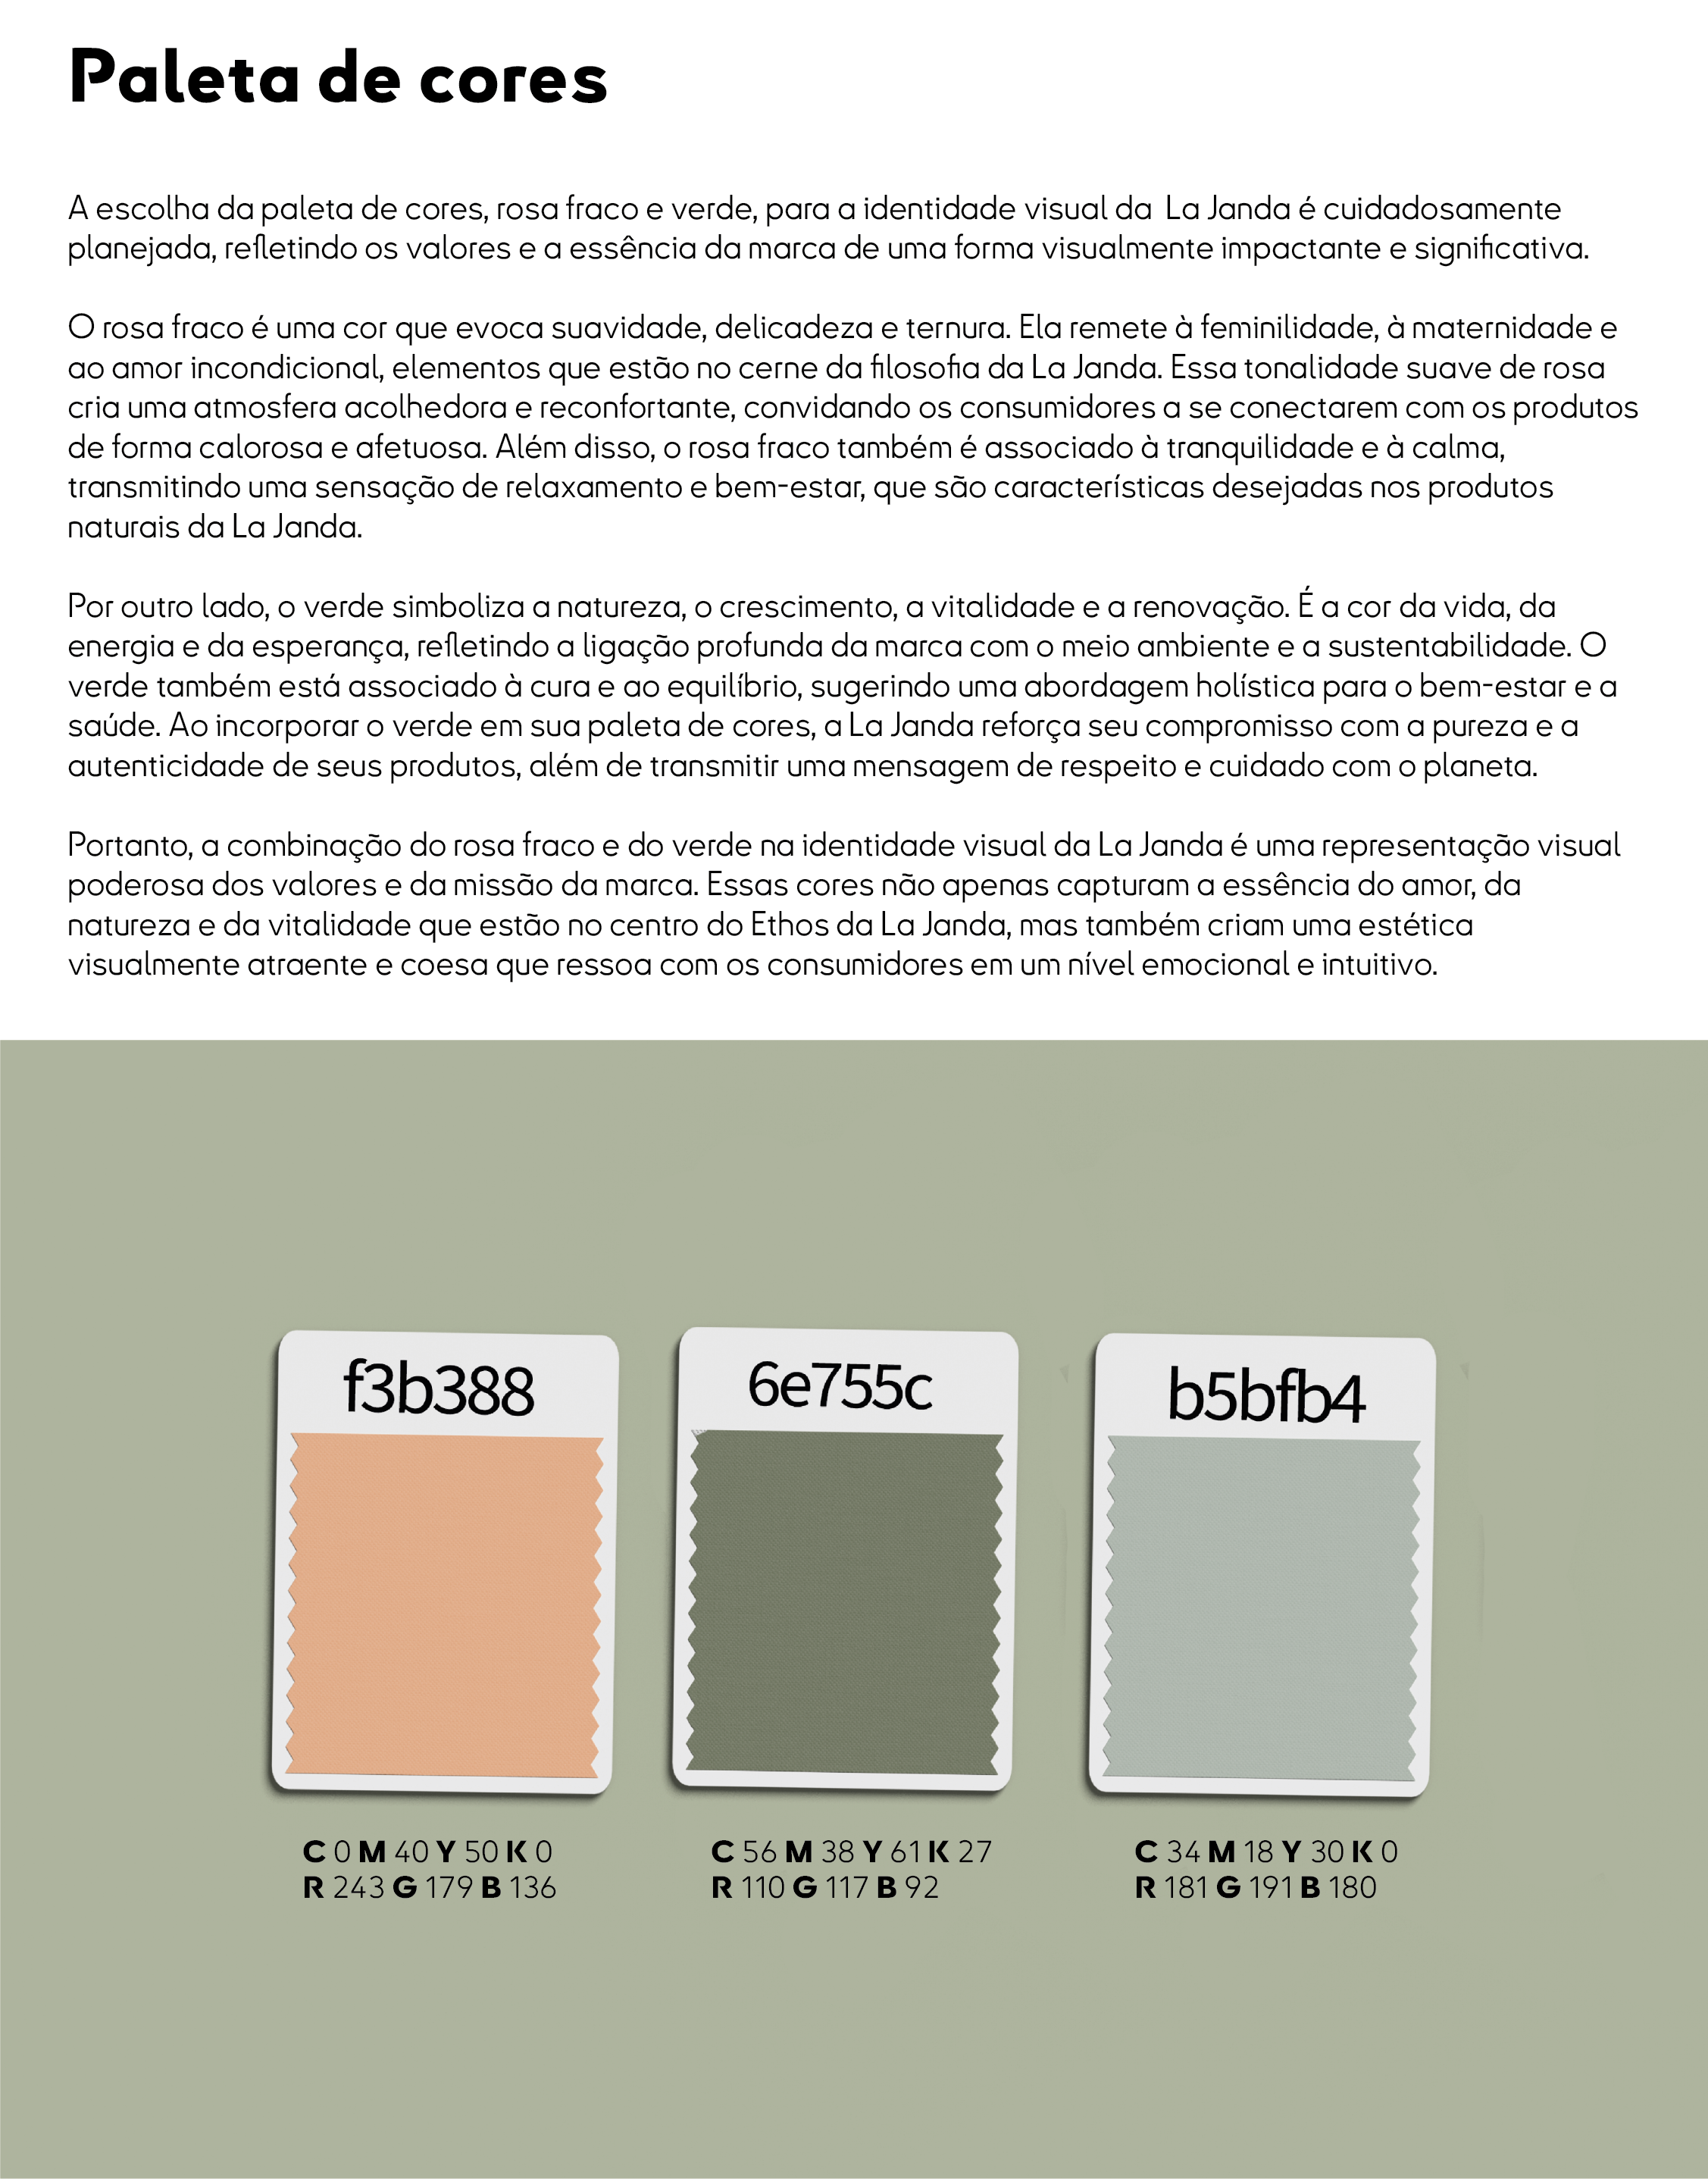 Paleta de cores
A escolha da paleta de cores, rosa fraco e verde, para a identidade visual da  La Janda é cuidadosamente
planejada, refletindo os valores e a essência da marca de uma forma visualmente impactante e significativa.
O rosa fraco é uma cor que evoca suavidade, delicadeza e ternura. Ela remete à feminilidade, à maternidade e
ao amor incondicional, elementos que estão no cerne da filosofia da La Janda. Essa tonalidade suave de rosa
cria uma atmosfera acolhedora e reconfortante, convidando os consumidores a se conectarem com os produtos
de forma calorosa e afetuosa. Além disso, o rosa fraco também é associado à tranquilidade e à calma,
transmitindo uma sensação de relaxamento e bem-estar, que são características desejadas nos produtos
naturais da La Janda.
Por outro lado, o verde simboliza a natureza, o crescimento, a vitalidade e a renovação. É a cor da vida, da
energia e da esperança, refletindo a ligação profunda da marca com o meio ambiente e a sustentabilidade. O
verde também está associado à cura e ao equilíbrio, sugerindo uma abordagem holística para o bem-estar e a
saúde. Ao incorporar o verde em sua paleta de cores, a La Janda reforça seu compromisso com a pureza e a
autenticidade de seus produtos, além de transmitir uma mensagem de respeito e cuidado com o planeta.
Portanto, a combinação do rosa fraco e do verde na identidade visual da La Janda é uma representação visual
poderosa dos valores e da missão da marca. Essas cores não apenas capturam a essência do amor, da
natureza e da vitalidade que estão no centro do Ethos da La Janda, mas também criam uma estética
visualmente atraente e coesa que ressoa com os consumidores em um nível emocional e intuitivo.
f3b388
6e755c
b5bfb4
C 0 M 40 Y 50 K 0
R 243 G 179 B 136
C 56 M 38 Y 61 K 27
R 110 G 117 B 92
C 34 M 18 Y 30 K 0
R 181 G 191 B 180